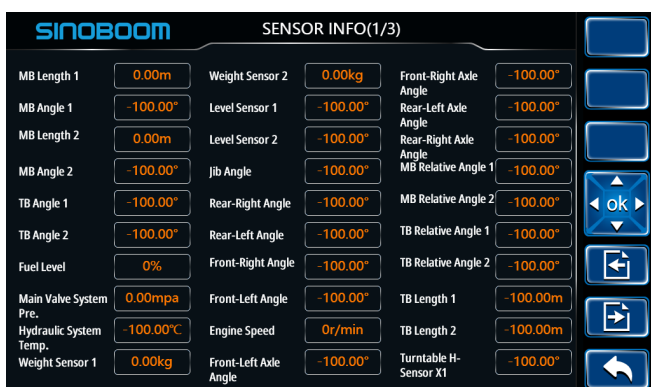 SINOBOOM
SENSOR INFO(1/3)
MB Length 1 0.00m
MB Angle 1 -100.00°
MB Length 2 0.00m
MB Angle 2 -100.00°
TB Angle 1 -100.00°
TB Angle 2 -100.00°
Fuel Level 0%
Main Valve System
Pre. 0.00mpa
Hydraulic System
Temp. -100.00℃
Weight Sensor 1 0.00kg
Weight Sensor 2 0.00kg
Level Sensor 1 -100.00°
Level Sensor 2 -100.00°
Jib Angle -100.00°
Rear-Right Angle -100.00°
Rear-Left Angle -100.00°
Front-Right Angle -100.00°
Front-Left Angle -100.00°
Engine Speed 0r/min
Front-Left Axle
Angle -100.00°
Front-Right Axle
Angle -100.00°
Rear-Left Axle
Angle -100.00°
Rear-Right Axle
Angle -100.00°
MB Relative Angle 1 -100.00°
MB Relative Angle 2 -100.00°
TB Relative Angle 1 -100.00°
TB Relative Angle 2 -100.00°
TB Length 1 -100.00m
TB Length 2 -100.00m
Turntable H-
Sensor X1 -100.00°
ok